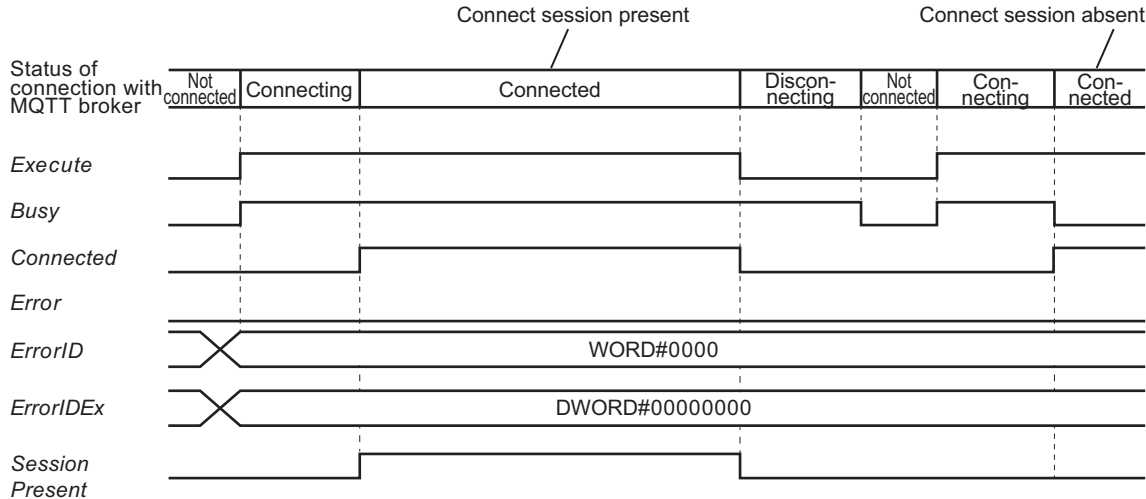 Connect session present
Connect session absent
Status of
connection with
MQTT broker
Not
connected
Connecting
Connected
Discon-
necting
Not
connected
Con-
necting
Con-
nected
Execute
Busy
Connected
Error
ErrorID
WORD#0000
ErrorIDEx
DWORD#00000000
Session
Present